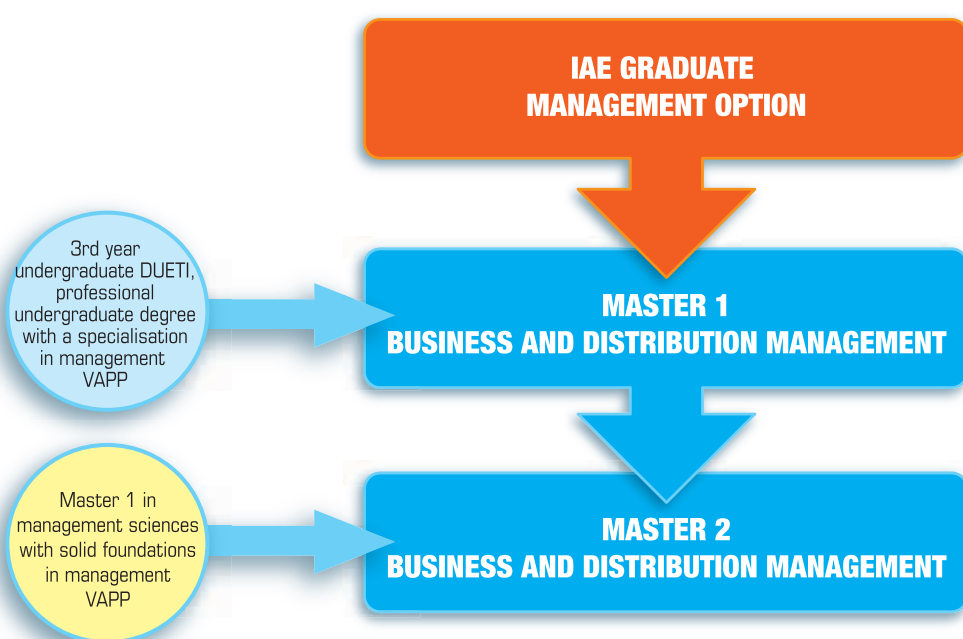 IAE GRADUATE
MANAGEMENT OPTION
3rd year
undergraduate DUETI,
professional
undergraduate degree
with a specialisation
in management
VAPP
MASTER 1
BUSINESS AND DISTRIBUTION MANAGEMENT
Master 1 in
management sciences
with solid foundations
in management
VAPP
MASTER 2
BUSINESS AND DISTRIBUTION MANAGEMENT